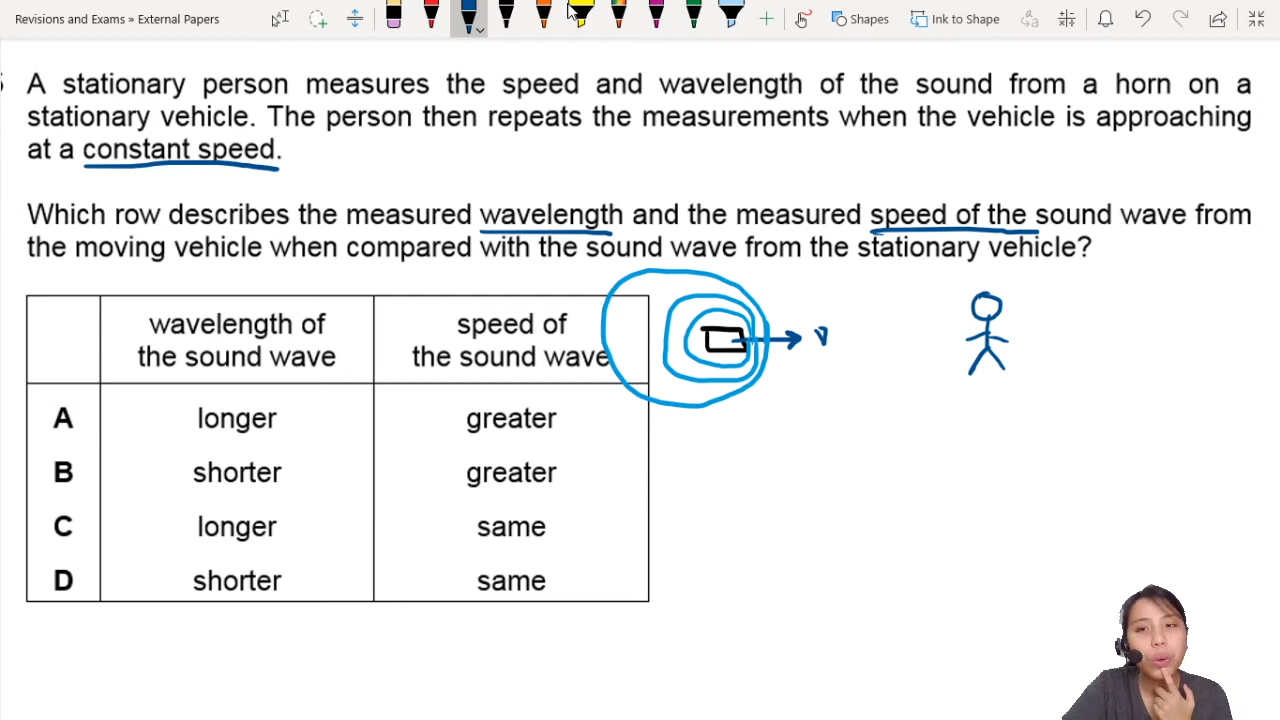 Revisions and Exams » External Papers
Shapes
Ink to Shape
A stationary person measures the speed and wavelength of the sound from a horn on a
stationary vehicle. The person then repeats the measurements when the vehicle is approaching
at a constant speed.
Which row describes the measured wavelength and the measured speed of the sound wave from
the moving vehicle when compared with the sound wave from the stationary vehicle?
wavelength of
the sound wave
speed of
the sound wave
A longer greater
B shorter greater
C longer same
D shorter same
v